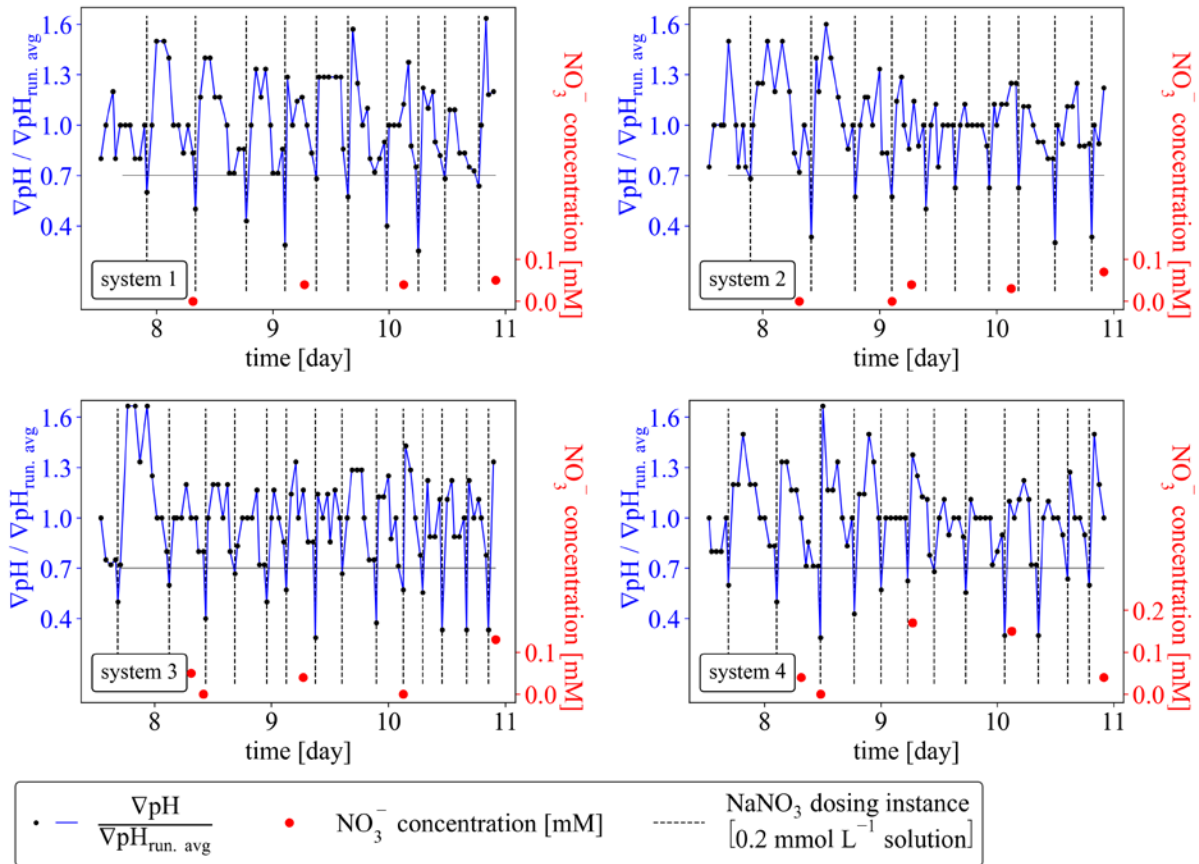 ∇pH / ∇pH_run. avg
1.6
1.3
1.0
0.7
0.4
system 1
8
9
10
11
time [day]
0.1
0.0
NO₃⁻ concentration [mM]
∇pH / ∇pH_run. avg
1.6
1.3
1.0
0.7
0.4
system 2
8
9
10
11
time [day]
0.1
0.0
NO₃⁻ concentration [mM]
∇pH / ∇pH_run. avg
1.6
1.3
1.0
0.7
0.4
system 3
8
9
10
11
time [day]
0.1
0.0
NO₃⁻ concentration [mM]
∇pH / ∇pH_run. avg
1.6
1.3
1.0
0.7
0.4
system 4
8
9
10
11
time [day]
0.2
0.1
0.0
NO₃⁻ concentration [mM]
∇pH
∇pH_run. avg
NO₃⁻ concentration [mM]
NaNO₃ dosing instance
[0.2 mmol L⁻¹ solution]